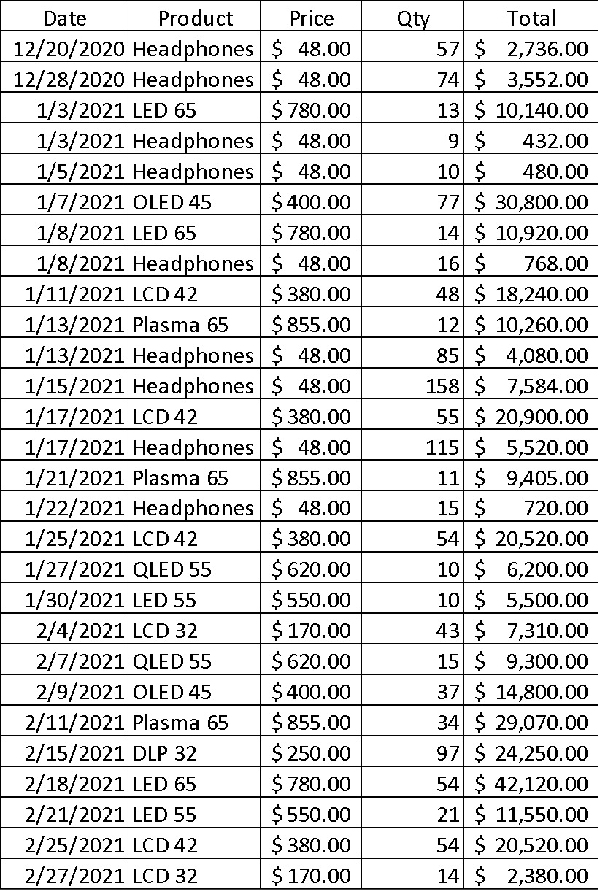 Date Product Price Qty Total
12/20/2020 Headphones $ 48.00 57 $ 2,736.00
12/28/2020 Headphones $ 48.00 74 $ 3,552.00
1/3/2021 LED 65 $780.00 13 $ 10,140.00
1/3/2021 Headphones $ 48.00 9 $ 432.00
1/5/2021 Headphones $ 48.00 10 $ 480.00
1/7/2021 OLED 45 $400.00 77 $ 30,800.00
1/8/2021 LED 65 $780.00 14 $ 10,920.00
1/8/2021 Headphones $ 48.00 16 $ 768.00
1/11/2021 LCD 42 $380.00 48 $ 18,240.00
1/13/2021 Plasma 65 $855.00 12 $ 10,260.00
1/13/2021 Headphones $ 48.00 85 $ 4,080.00
1/15/2021 Headphones $ 48.00 158 $ 7,584.00
1/17/2021 LCD 42 $380.00 55 $ 20,900.00
1/17/2021 Headphones $ 48.00 115 $ 5,520.00
1/21/2021 Plasma 65 $855.00 11 $ 9,405.00
1/22/2021 Headphones $ 48.00 15 $ 720.00
1/25/2021 LCD 42 $380.00 54 $ 20,520.00
1/27/2021 QLED 55 $620.00 10 $ 6,200.00
1/30/2021 LED 55 $550.00 10 $ 5,500.00
2/4/2021 LCD 32 $170.00 43 $ 7,310.00
2/7/2021 QLED 55 $620.00 15 $ 9,300.00
2/9/2021 OLED 45 $400.00 37 $ 14,800.00
2/11/2021 Plasma 65 $855.00 34 $ 29,070.00
2/15/2021 DLP 32 $250.00 97 $ 24,250.00
2/18/2021 LED 65 $780.00 54 $ 42,120.00
2/21/2021 LED 55 $550.00 21 $ 11,550.00
2/25/2021 LCD 42 $380.00 54 $ 20,520.00
2/27/2021 LCD 32 $170.00 14 $ 2,380.00